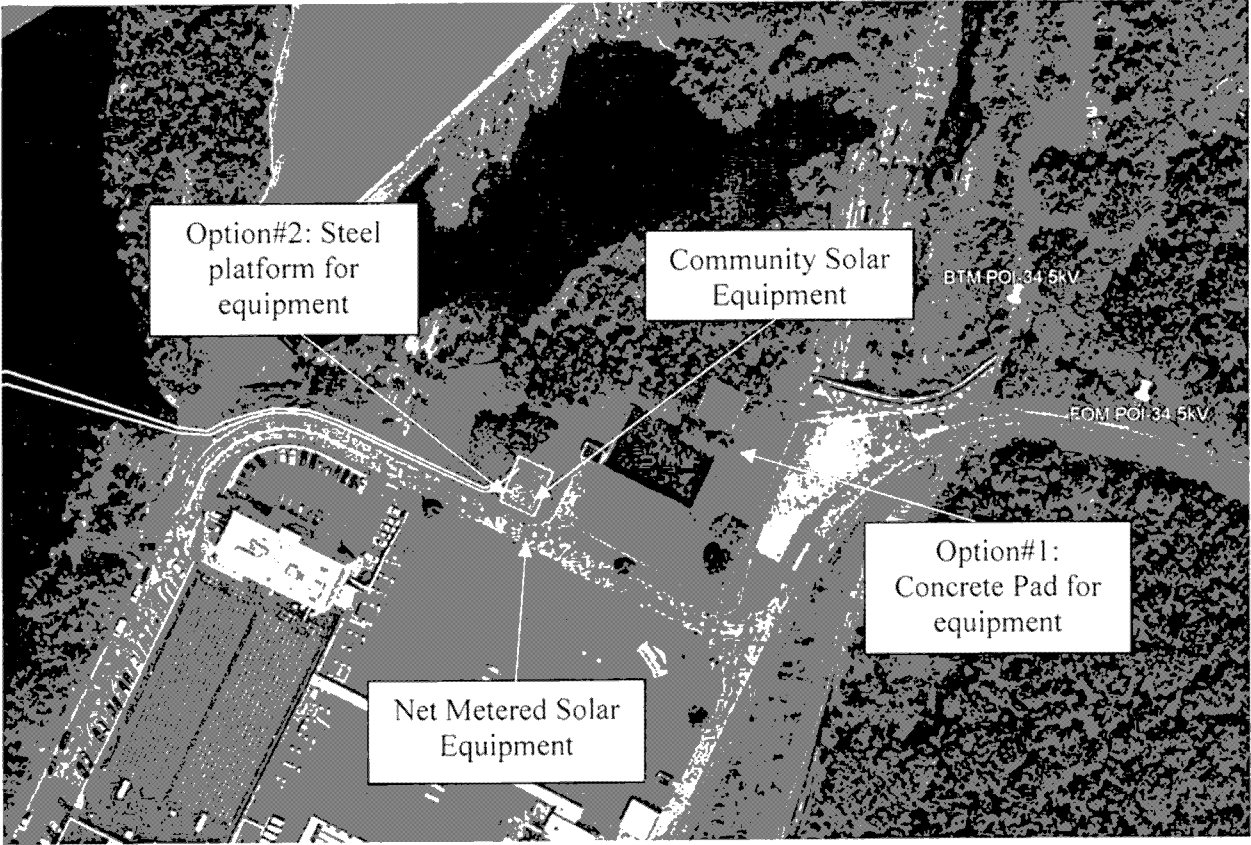 Option#2: Steel
platform for
equipment
Community Solar
Equipment
BTM POI-34.5kV
FOM POI-34.5kV
Option#1:
Concrete Pad for
equipment
Net Metered Solar
Equipment